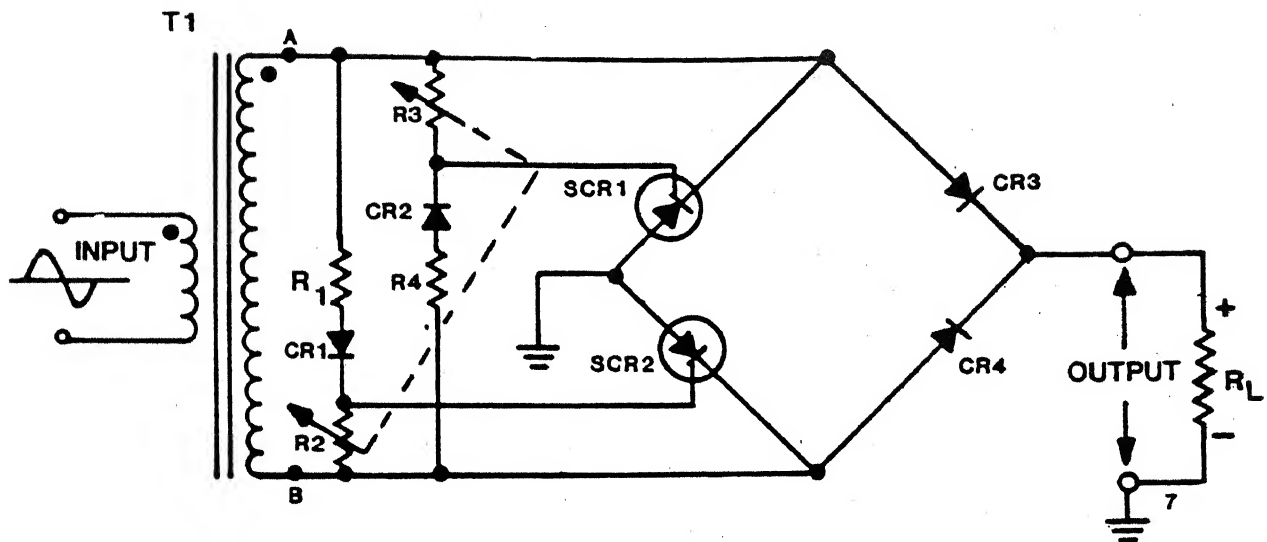 T1
A
R3
SCR1
CR3
CR2
INPUT
R1
R4
CR1
SCR2
CR4
OUTPUT
+
RL
R2
−
B
7